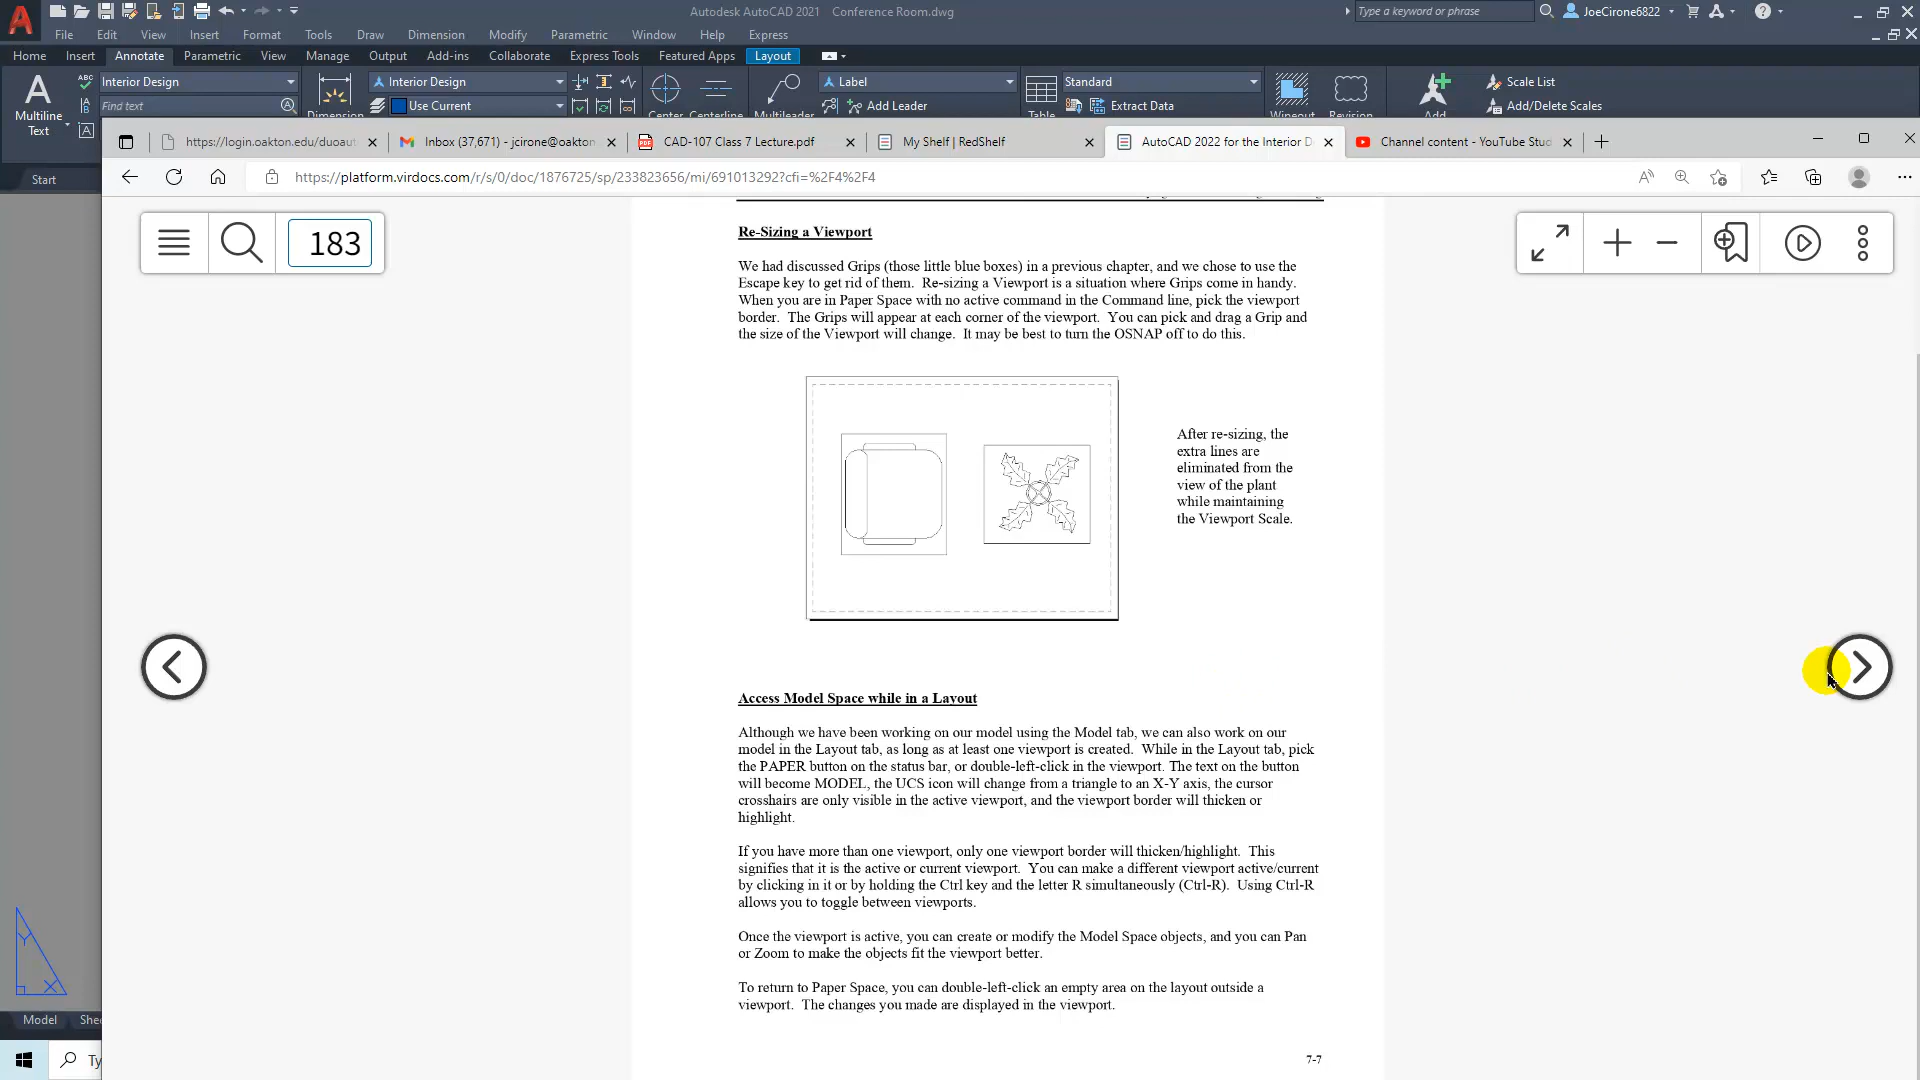 Autodesk AutoCAD 2021 Conference Room.dwg
Type a keyword or phrase
JoeCirone6822
File Edit View Insert Format Tools Draw Dimension Modify Parametric Window Help Express
Home Insert Annotate Parametric View Manage Output Add-ins Collaborate Express Tools Featured Apps Layout
Multiline
Text
ABC
Interior Design
Find text
Interior Design
Use Current
Label
Add Leader
Standard
Extract Data
Scale List
Add/Delete Scales
Start
https://login.oakton.edu/duoaut
Inbox (37,671) - jcirone@oakton
CAD-107 Class 7 Lecture.pdf
My Shelf | RedShelf
AutoCAD 2022 for the Interior D
Channel content - YouTube Stud
https://platform.virdocs.com/r/s/0/doc/1876725/sp/233823656/mi/691013292?cfi=%2F4%2F4
183
Re-Sizing a Viewport
We had discussed Grips (those little blue boxes) in a previous chapter, and we chose to use the
Escape key to get rid of them. Re-sizing a Viewport is a situation where Grips come in handy.
When you are in Paper Space with no active command in the Command line, pick the viewport
border. The Grips will appear at each corner of the viewport. You can pick and drag a Grip and
the size of the Viewport will change. It may be best to turn the OSNAP off to do this.
After re-sizing, the
extra lines are
eliminated from the
view of the plant
while maintaining
the Viewport Scale.
Access Model Space while in a Layout
Although we have been working on our model using the Model tab, we can also work on our
model in the Layout tab, as long as at least one viewport is created. While in the Layout tab, pick
the PAPER button on the status bar, or double-left-click in the viewport. The text on the button
will become MODEL, the UCS icon will change from a triangle to an X-Y axis, the cursor
crosshairs are only visible in the active viewport, and the viewport border will thicken or
highlight.
If you have more than one viewport, only one viewport border will thicken/highlight. This
signifies that it is the active or current viewport. You can make a different viewport active/current
by clicking in it or by holding the Ctrl key and the letter R simultaneously (Ctrl-R). Using Ctrl-R
allows you to toggle between viewports.
Once the viewport is active, you can create or modify the Model Space objects, and you can Pan
or Zoom to make the objects fit the viewport better.
To return to Paper Space, you can double-left-click an empty area on the layout outside a
viewport. The changes you made are displayed in the viewport.
7-7
Y
X
Model Shee
Ty